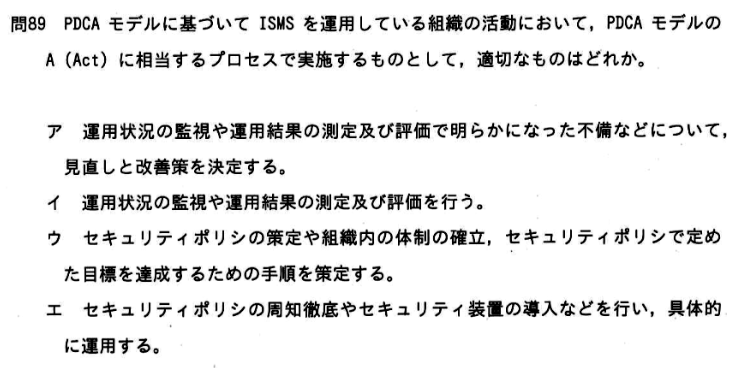 問89 PDCA モデルに基づいて ISMS を運用している組織の活動において，PDCA モデルの
A（Act）に相当するプロセスで実施するものとして，適切なものはどれか。
ア 運用状況の監視や運用結果の測定及び評価で明らかになった不備などについて，
見直しと改善策を決定する。
イ 運用状況の監視や運用結果の測定及び評価を行う。
ウ セキュリティポリシの策定や組織内の体制の確立，セキュリティポリシで定め
た目標を達成するための手順を策定する。
エ セキュリティポリシの周知徹底やセキュリティ装置の導入などを行い，具体的
に運用する。